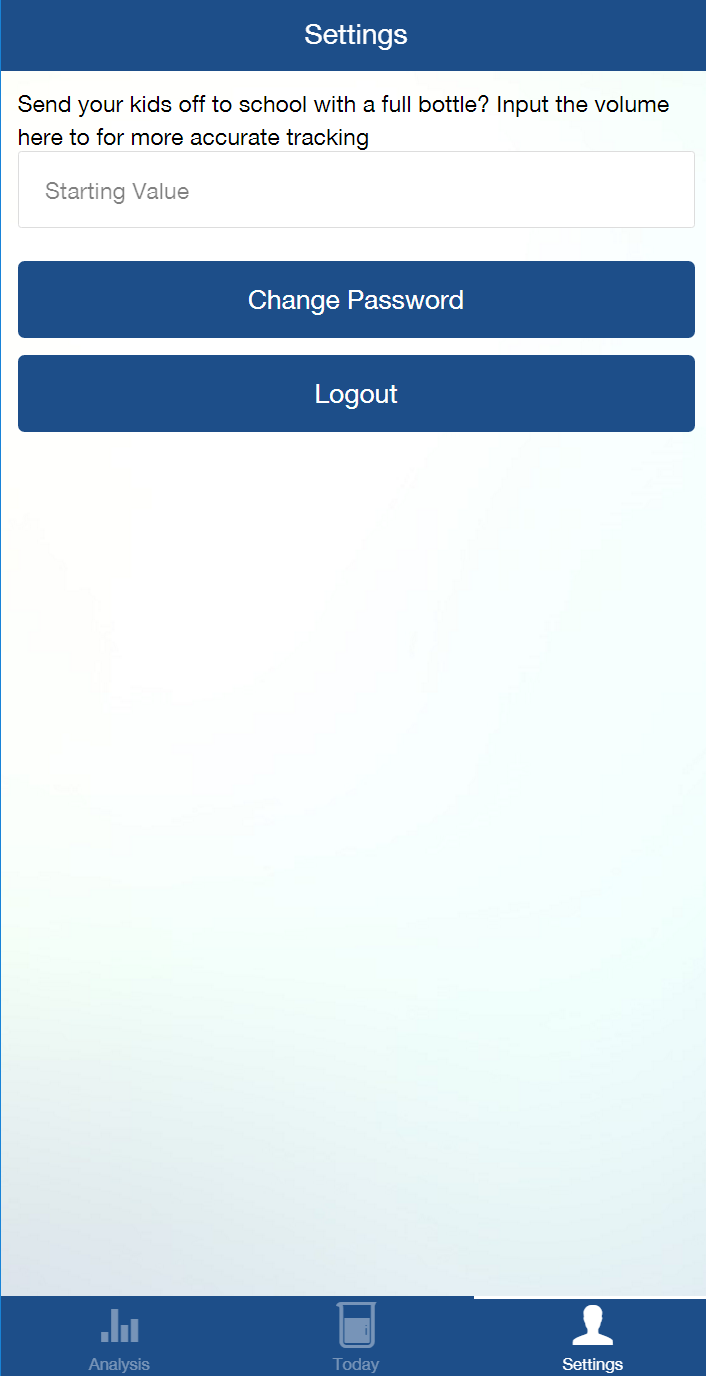 Settings
Send your kids off to school with a full bottle? Input the volume
here to for more accurate tracking
Starting Value
Change Password
Logout
Analysis
Today
Settings